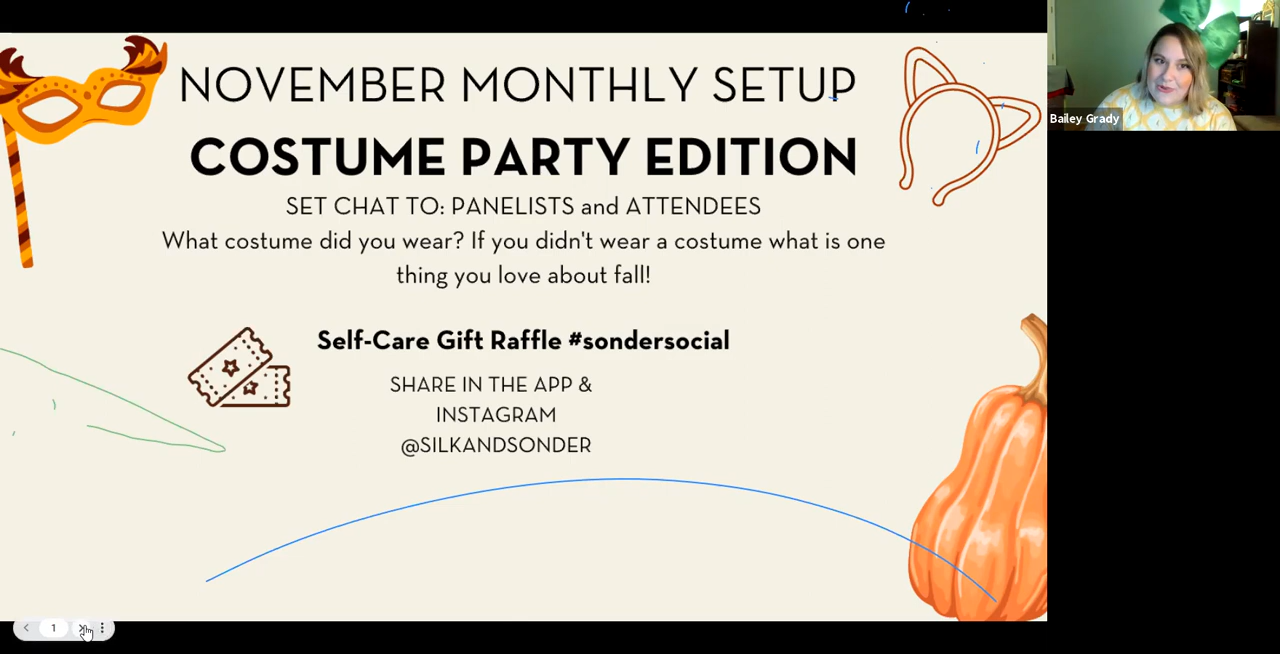 NOVEMBER MONTHLY SETUP
COSTUME PARTY EDITION
SET CHAT TO: PANELISTS and ATTENDEES
What costume did you wear? If you didn't wear a costume what is one
thing you love about fall!
Self-Care Gift Raffle #sondersocial
SHARE IN THE APP &
INSTAGRAM
@SILKANDSONDER
Bailey Grady
1